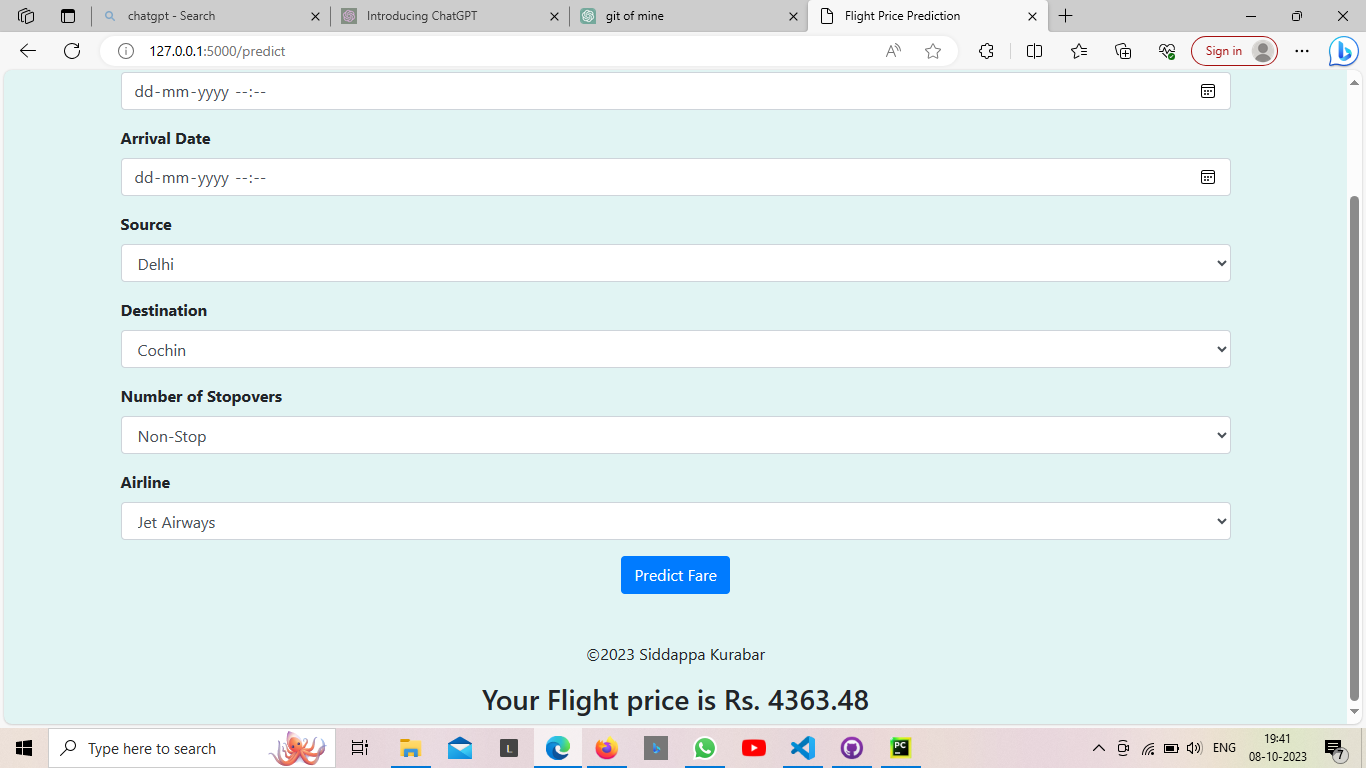 chatgpt - Search
Introducing ChatGPT
git of mine
Flight Price Prediction
127.0.0.1:5000/predict
Sign in
dd-mm-yyyy --:--
Arrival Date
dd-mm-yyyy --:--
Source
Delhi
Destination
Cochin
Number of Stopovers
Non-Stop
Airline
Jet Airways
Predict Fare
©2023 Siddappa Kurabar
Your Flight price is Rs. 4363.48
Type here to search
L
PC
ENG
19:41
08-10-2023
7